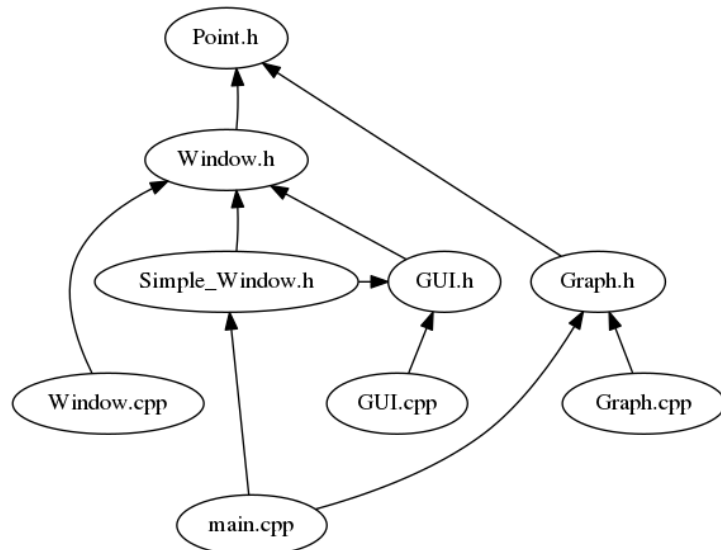 Point.h
Window.h
Simple_Window.h
GUI.h
Graph.h
Window.cpp
GUI.cpp
Graph.cpp
main.cpp